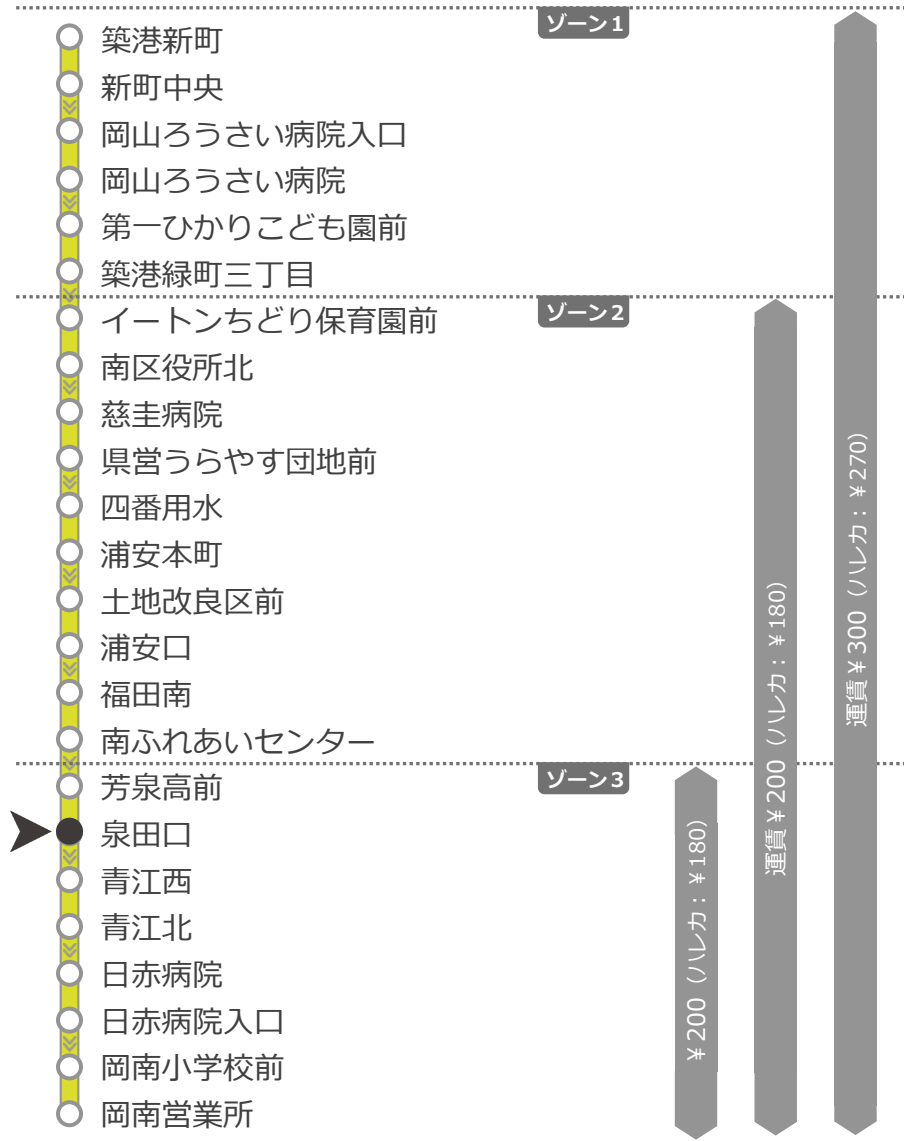 ゾーン1
築港新町
新町中央
岡山ろうさい病院入口
岡山ろうさい病院
第一ひかりこども園前
築港緑町三丁目
イートンちどり保育園前
ゾーン2
南区役所北
慈圭病院
県営うらやす団地前
四番用水
浦安本町
土地改良区前
浦安口
福田南
南ふれあいセンター
芳泉高前
ゾーン3
泉田口
青江西
青江北
日赤病院
日赤病院入口
岡南小学校前
岡南営業所
¥200(ハレカ:¥180)
運賃¥200(ハレカ:¥180)
運賃¥300(ハレカ:¥270)